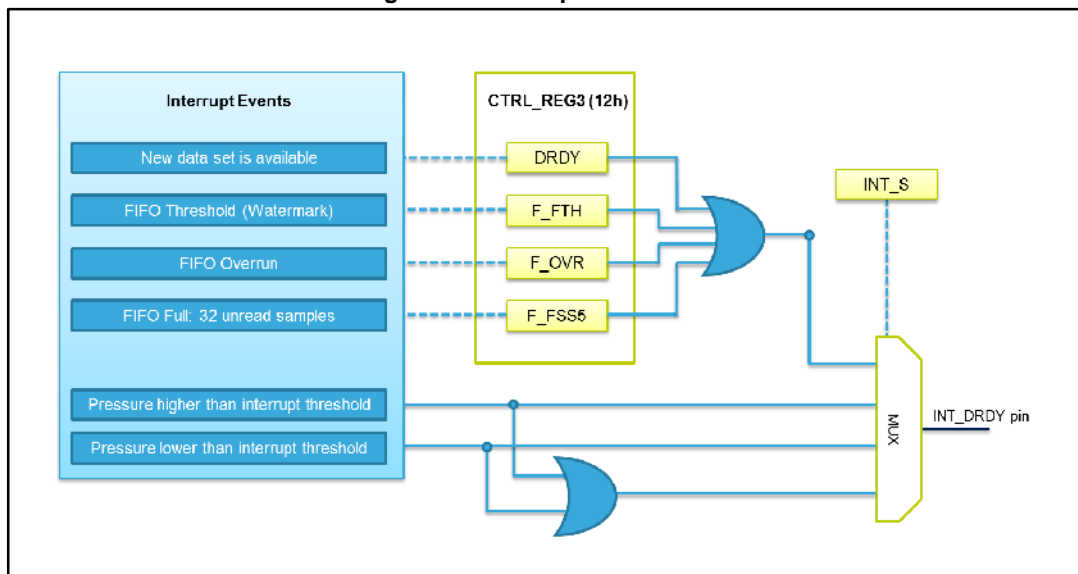 Interrupt Events
CTRL_REG3 (12h)
New data set is available
DRDY
INT_S
FIFO Threshold (Watermark)
F_FTH
FIFO Overrun
F_OVR
FIFO Full: 32 unread samples
F_FSS5
Pressure higher than interrupt threshold
MUX
INT_DRDY pin
Pressure lower than interrupt threshold